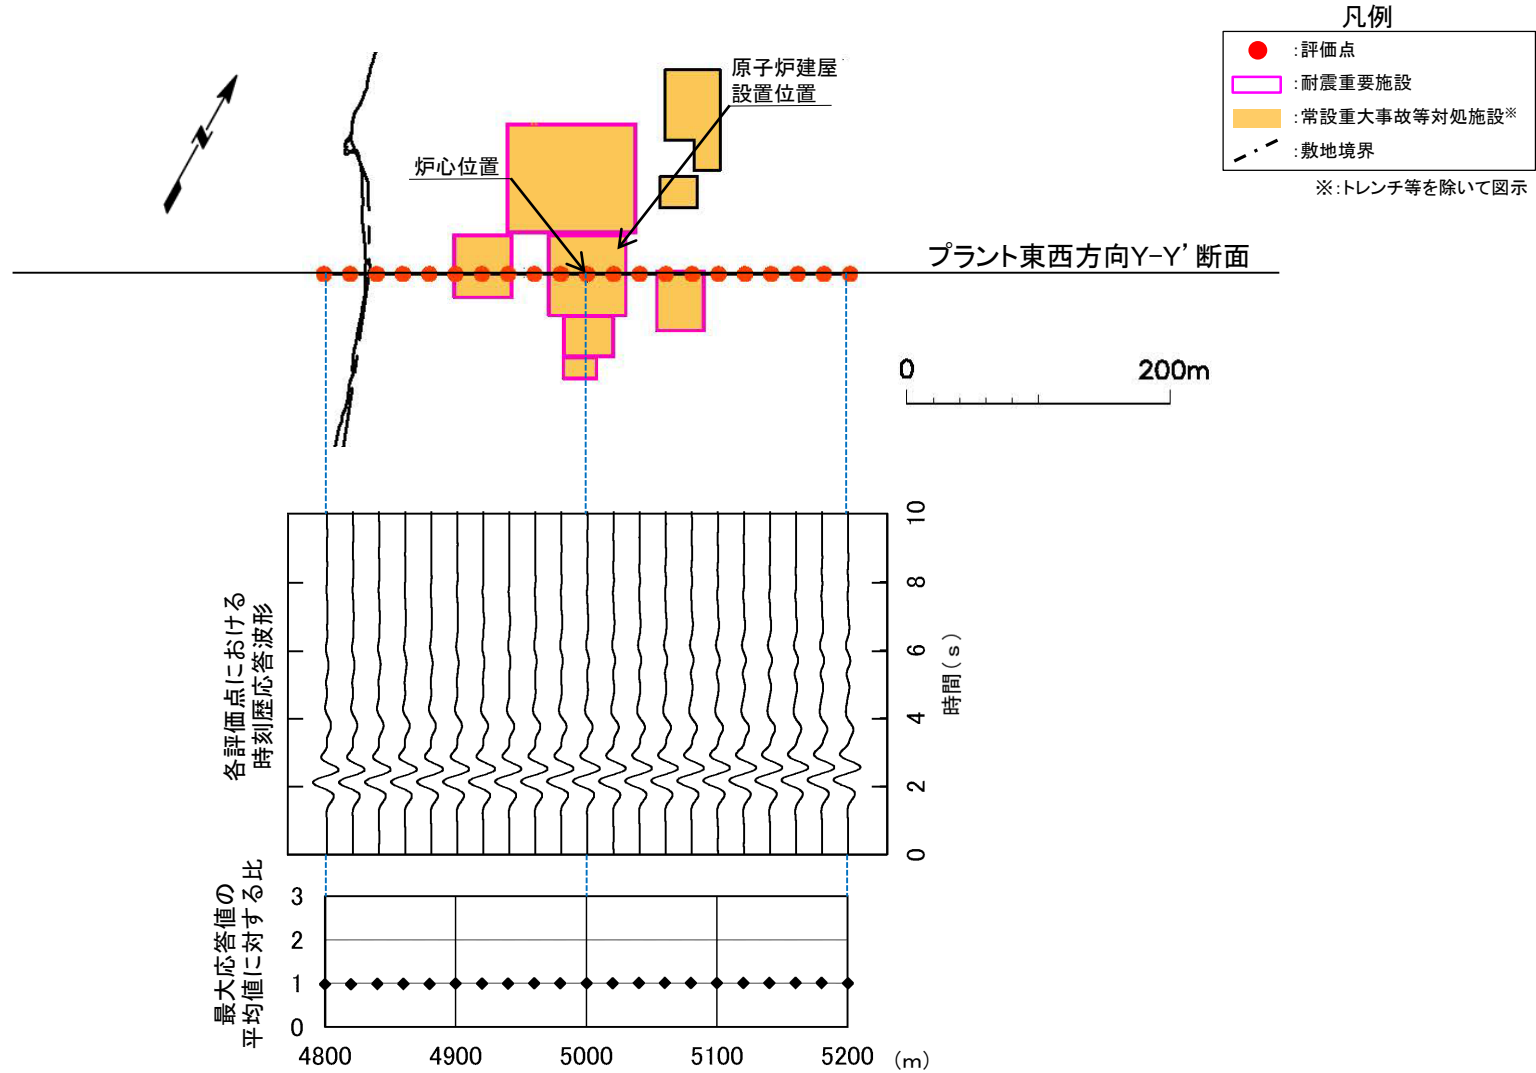 凡例
:評価点
:耐震重要施設
:常設重大事故等対処施設※
:敷地境界
※:トレンチ等を除いて図示
原子炉建屋
設置位置
炉心位置
N
プラント東西方向Y-Y’断面
0 200m
各評価点における
時刻歴応答波形
10
8
6
4
2
0
時間(s)
最大応答値の
平均値に対する比
3
2
1
0
4800 4900 5000 5100 5200 (m)